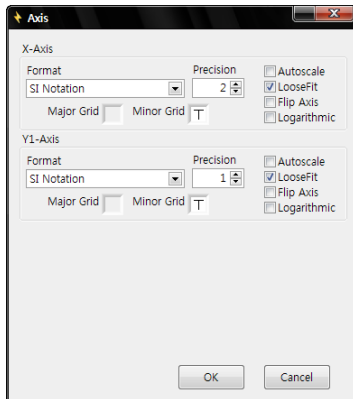 Axis
X-Axis
Format
Precision
SI Notation
2
Major Grid
Minor Grid
T
Autoscale
LooseFit
Flip Axis
Logarithmic
Y1-Axis
Format
Precision
SI Notation
1
Major Grid
Minor Grid
T
Autoscale
LooseFit
Flip Axis
Logarithmic
OK
Cancel